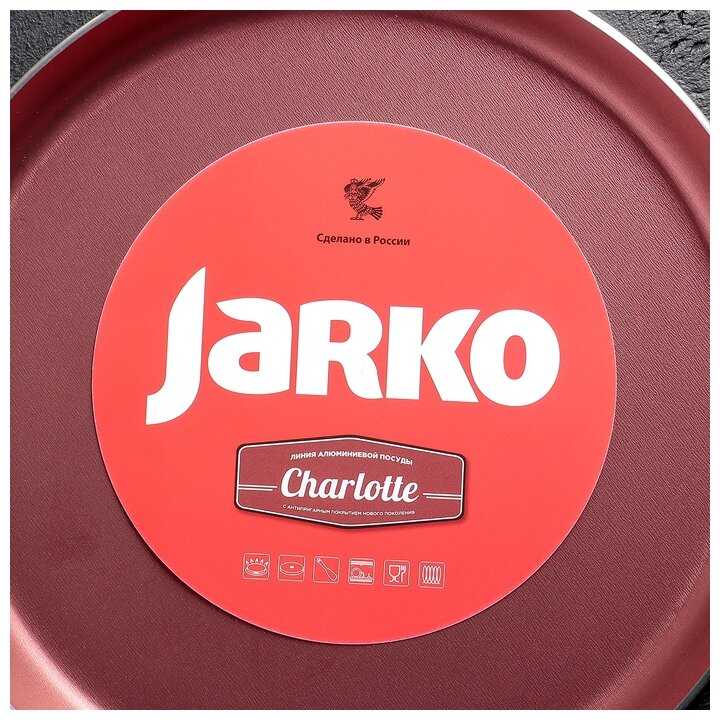 Сделано в России
JARKO
ЛИНИЯ АЛЮМИНИЕВОЙ ПОСУДЫ
Charlotte
С АНТИПРИГАРНЫМ ПОКРЫТИЕМ НОВОГО ПОКОЛЕНИЯ